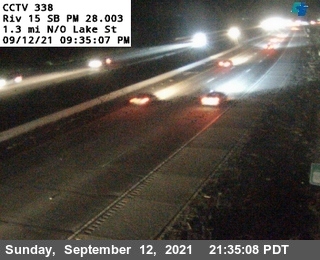 CCTV 338
Riv 15 SB PM 28.003
1.3 mi N/O Lake St
09/12/21 09:35:07 PM
Sunday, September 12, 2021 21:35:08 PDT